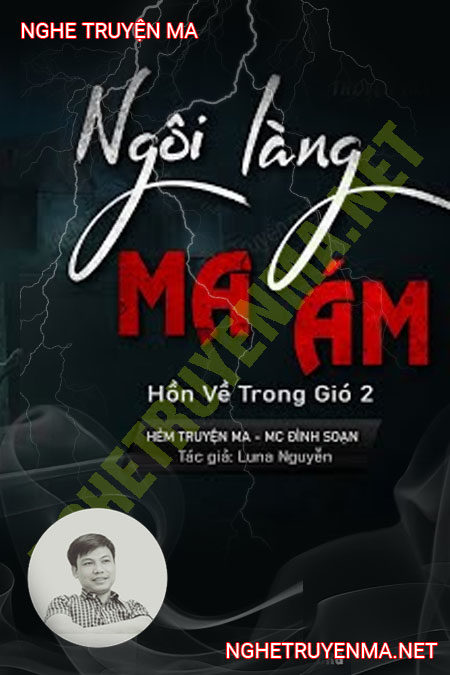 NGHE TRUYỆN MA
Ngôi làng
MA ÁM
Hồn Về Trong Gió 2
HẺM TRUYỆN MA - MC ĐÌNH SOẠN
Tác giả: Luna Nguyễn
NGHETRUYENMA.NET
NGHETRUYENMA.NET